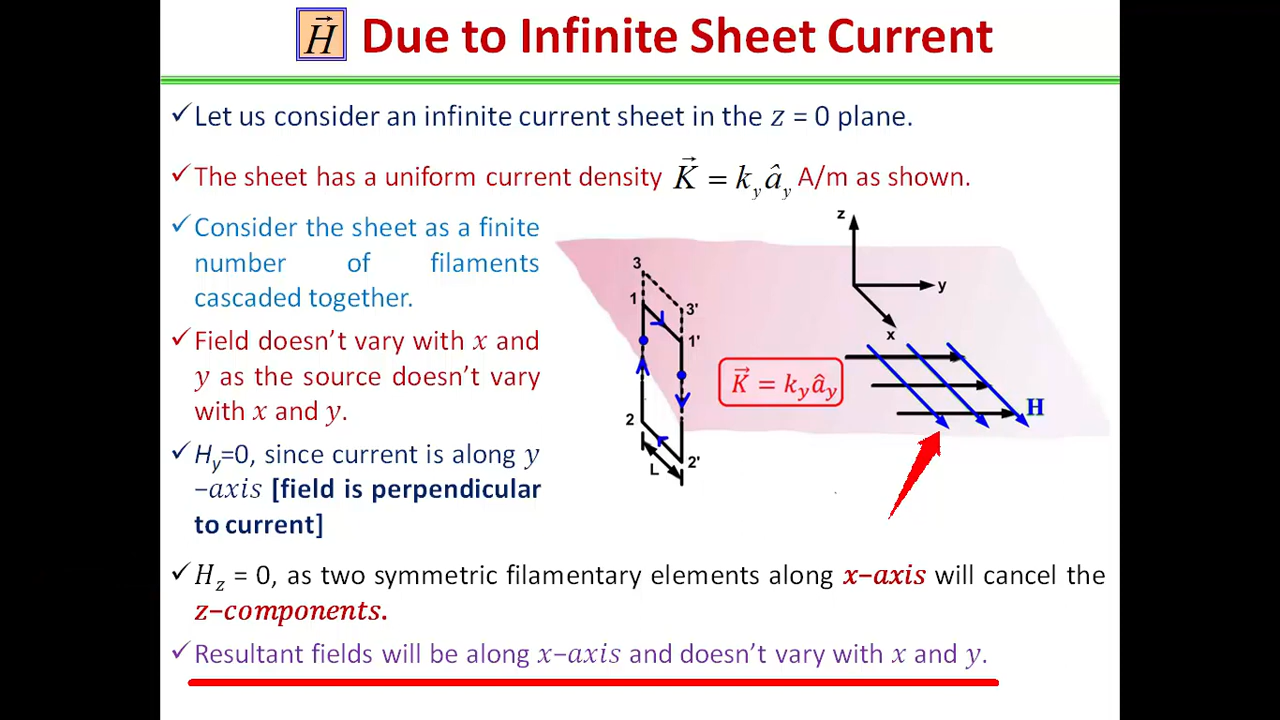 H⃗ Due to Infinite Sheet Current
✓Let us consider an infinite current sheet in the z = 0 plane.
✓The sheet has a uniform current density K⃗ = k_y â_y A/m as shown.
✓Consider the sheet as a finite
number of filaments
cascaded together.
✓Field doesn't vary with x and
y as the source doesn't vary
with x and y.
✓H_y=0, since current is along y
−axis [field is perpendicular
to current]
z
y
x
3
1
3'
1'
2
2'
L
K⃗ = k_y â_y
H
✓H_z = 0, as two symmetric filamentary elements along x−axis will cancel the
z−components.
✓Resultant fields will be along x−axis and doesn't vary with x and y.